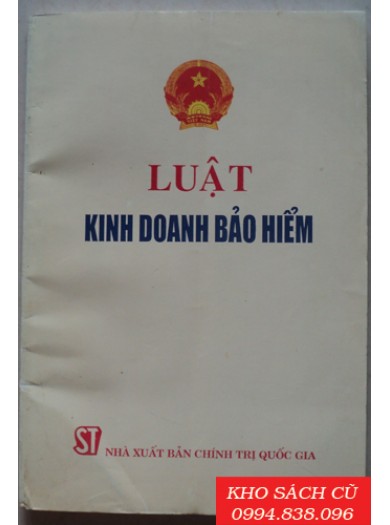 LUẬT
KINH DOANH BẢO HIỂM
ST NHÀ XUẤT BẢN CHÍNH TRỊ QUỐC GIA
KHO SÁCH CŨ
0994.838.096